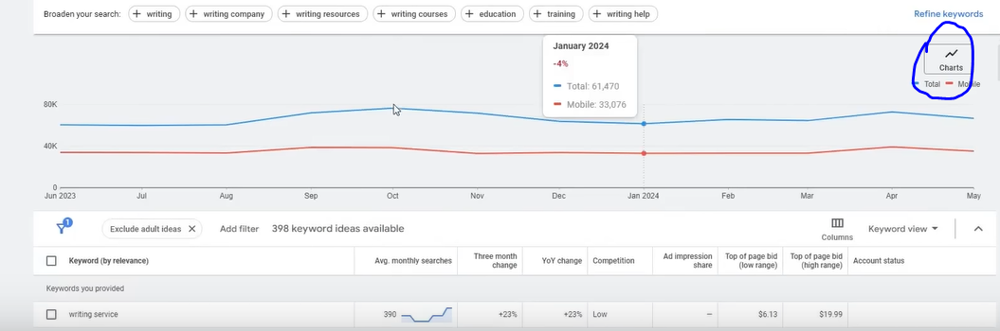 Broaden your search: + writing + writing company + writing resources + writing courses + education + training + writing help Refine keywords
January 2024
-4%
Total: 61,470
Mobile: 33,076
Charts
Total Mobile
80K
40K
0
Jun 2023 Jul Aug Sep Oct Nov Dec Jan 2024 Feb Mar Apr May
1 Exclude adult ideas Add filter 398 keyword ideas available Columns Keyword view
Keyword (by relevance) Avg. monthly searches Three month change YoY change Competition Ad impression share Top of page bid (low range) Top of page bid (high range) Account status
Keywords you provided
writing service 390 +23% +23% Low – $6.13 $19.99